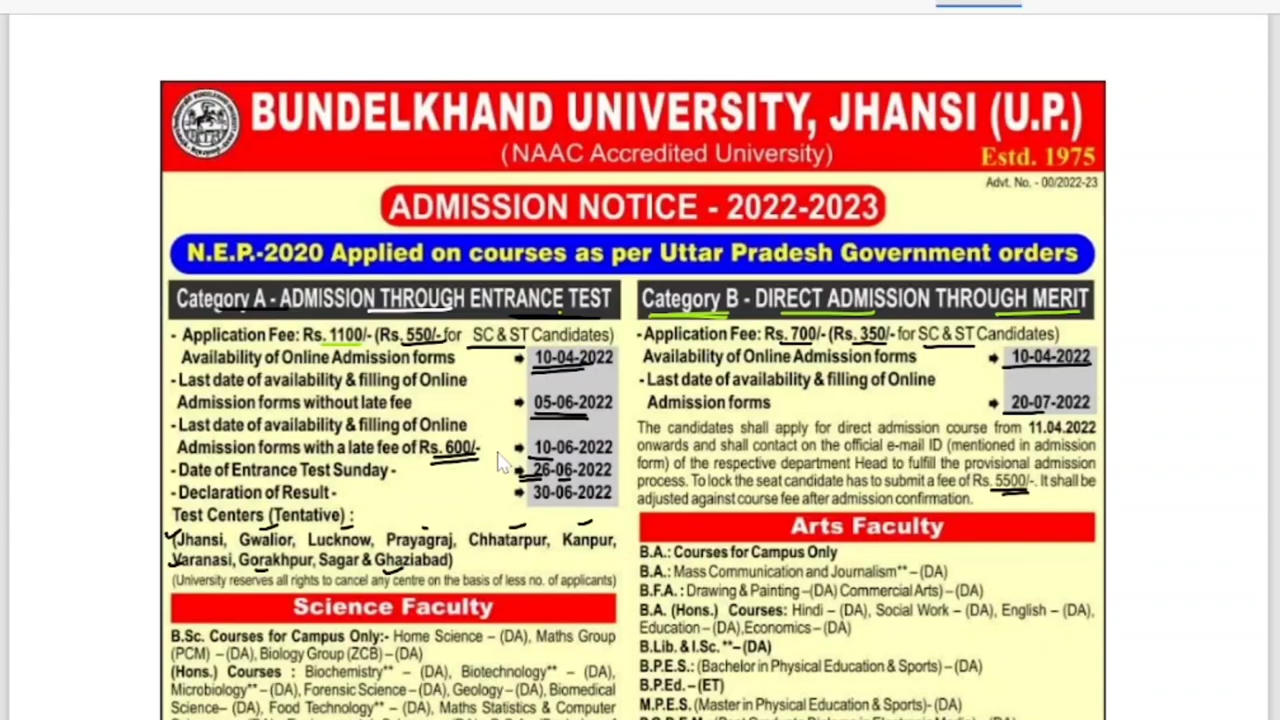 BUNDELKHAND UNIVERSITY, JHANSI (U.P.)
(NAAC Accredited University)
Estd. 1975
Advt. No. - 00/2022-23
ADMISSION NOTICE - 2022-2023
N.E.P.-2020 Applied on courses as per Uttar Pradesh Government orders
Category A - ADMISSION THROUGH ENTRANCE TEST
- Application Fee: Rs. 1100/- (Rs. 550/- for SC & ST Candidates)
Availability of Online Admission forms ➡ 10-04-2022
- Last date of availability & filling of Online
Admission forms without late fee ➡ 05-06-2022
- Last date of availability & filling of Online
Admission forms with a late fee of Rs. 600/- ➡ 10-06-2022
- Date of Entrance Test Sunday - ➡ 26-06-2022
- Declaration of Result - ➡ 30-06-2022
Test Centers (Tentative) :
(Jhansi, Gwalior, Lucknow, Prayagraj, Chhatarpur, Kanpur,
Varanasi, Gorakhpur, Sagar & Ghaziabad)
(University reserves all rights to cancel any centre on the basis of less no. of applicants)
Science Faculty
B.Sc. Courses for Campus Only:- Home Science – (DA), Maths Group
(PCM) – (DA), Biology Group (ZCB) – (DA)
(Hons.) Courses : Biochemistry** – (DA), Biotechnology** – (DA),
Microbiology** – (DA), Forensic Science – (DA), Geology – (DA), Biomedical
Science– (DA), Food Technology** – (DA), Maths Statistics & Computer
Category B - DIRECT ADMISSION THROUGH MERIT
- Application Fee: Rs. 700/- (Rs. 350/- for SC & ST Candidates)
Availability of Online Admission forms ➡ 10-04-2022
- Last date of availability & filling of Online
Admission forms ➡ 20-07-2022
The candidates shall apply for direct admission course from 11.04.2022
onwards and shall contact on the official e-mail ID (mentioned in admission
form) of the respective department Head to fulfill the provisional admission
process. To lock the seat candidate has to submit a fee of Rs. 5500/-. It shall be
adjusted against course fee after admission confirmation.
Arts Faculty
B.A.: Courses for Campus Only
B.A.: Mass Communication and Journalism** – (DA)
B.F.A. : Drawing & Painting –(DA) Commercial Arts) – (DA)
B.A. (Hons.) Courses: Hindi – (DA), Social Work – (DA), English – (DA),
Education – (DA),Economics – (DA)
B.Lib. & I.Sc. **– (DA)
B.P.E.S.: (Bachelor in Physical Education & Sports) – (DA)
B.P.Ed. – (ET)
M.P.E.S. (Master in Physical Education & Sports)- (DA)